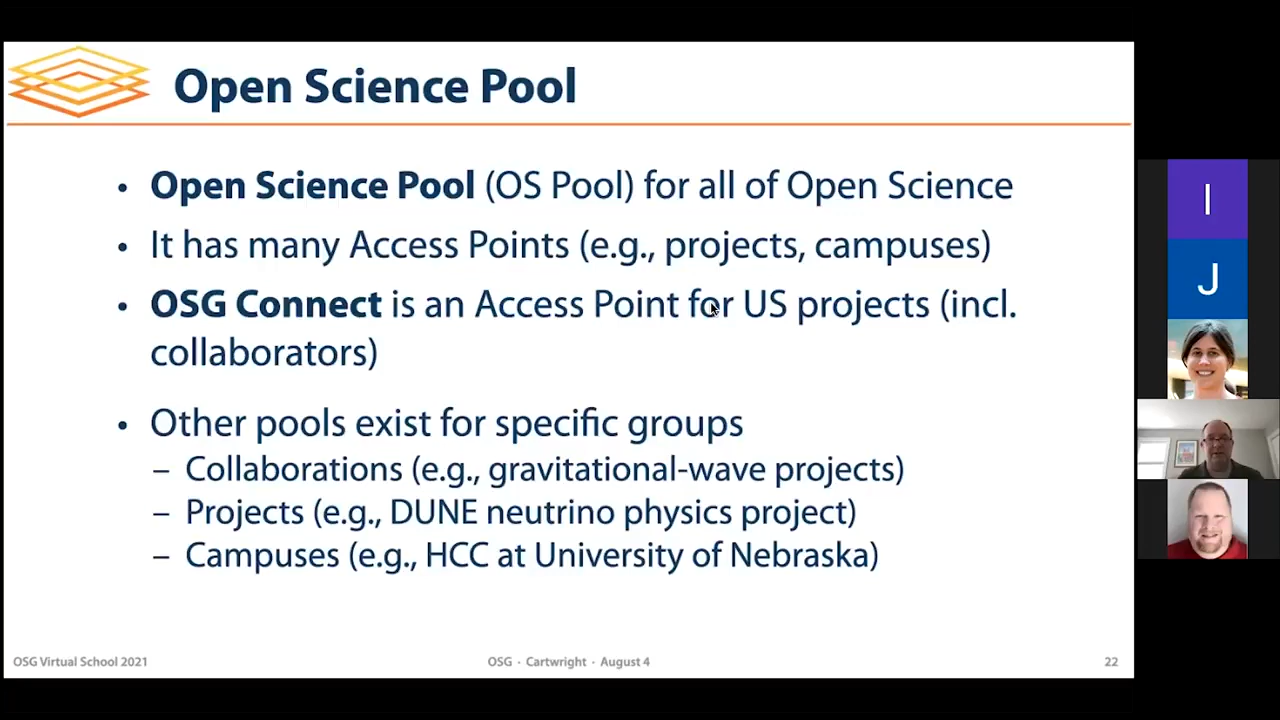 Open Science Pool
• Open Science Pool (OS Pool) for all of Open Science
• It has many Access Points (e.g., projects, campuses)
• OSG Connect is an Access Point for US projects (incl.
collaborators)
• Other pools exist for specific groups
– Collaborations (e.g., gravitational-wave projects)
– Projects (e.g., DUNE neutrino physics project)
– Campuses (e.g., HCC at University of Nebraska)
OSG Virtual School 2021
OSG · Cartwright · August 4
22
I
J